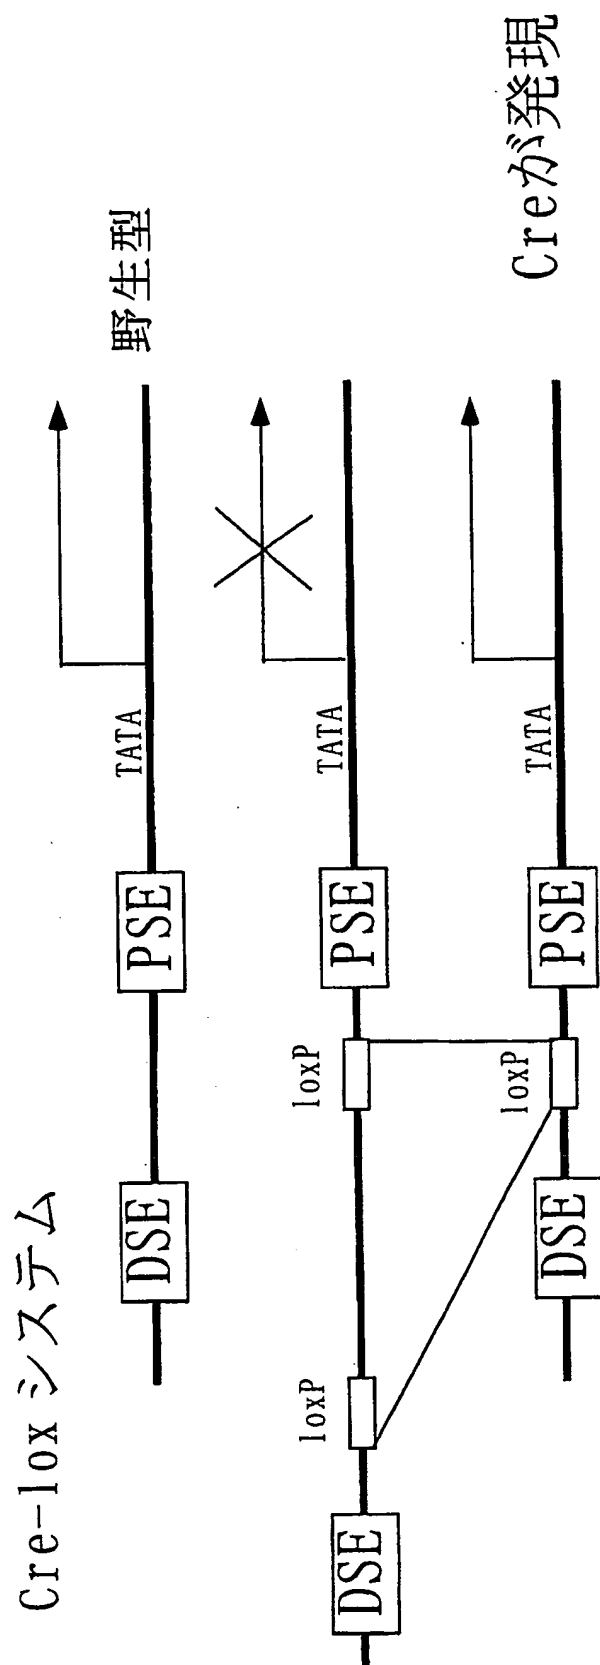 Cre-lox システム
DSE PSE TATA 野生型
DSE loxP loxP PSE TATA
DSE loxP PSE TATA Creが発現